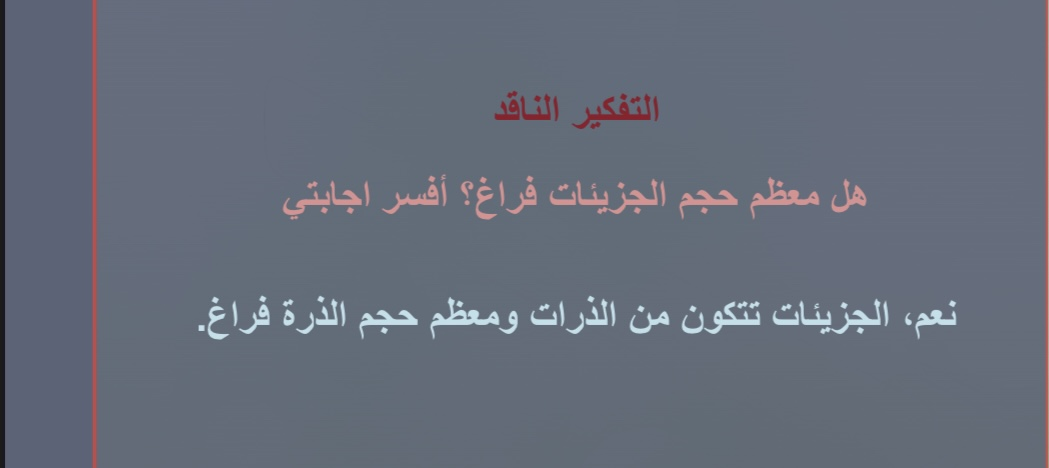 التفكير الناقد
هل معظم حجم الجزيئات فراغ؟ أفسر اجابتي
نعم، الجزيئات تتكون من الذرات ومعظم حجم الذرة فراغ.